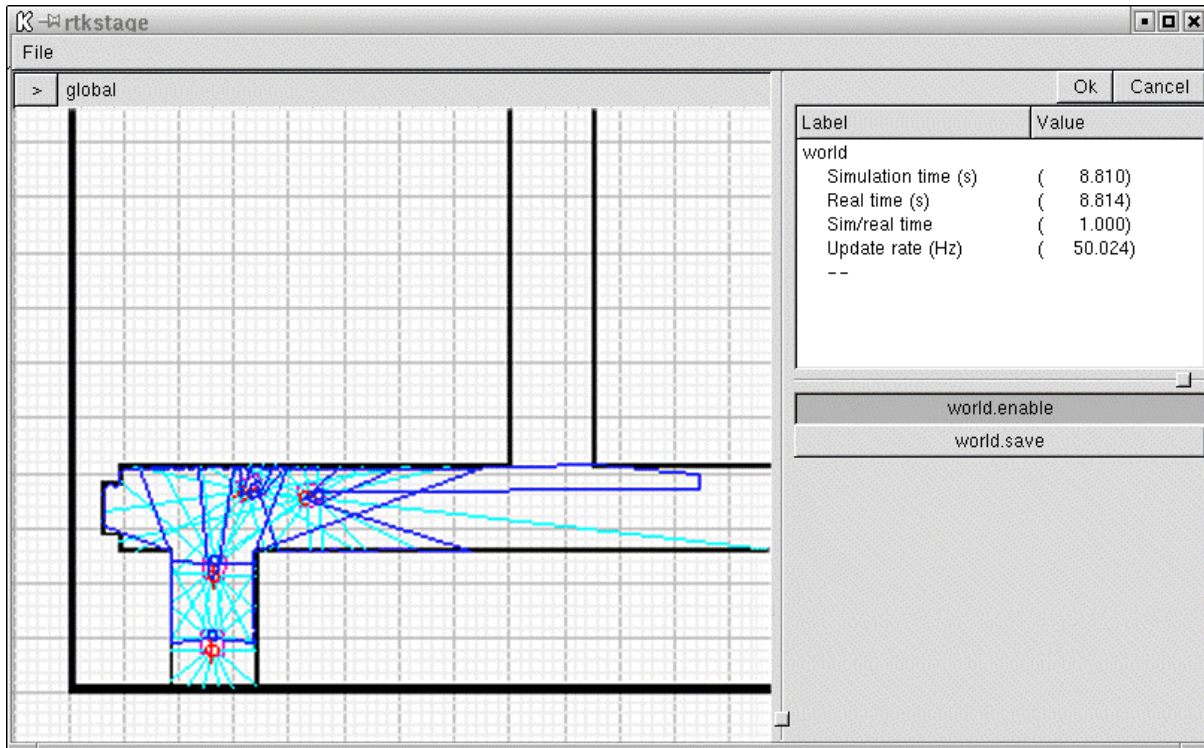 rtkstage
File
> global
Ok Cancel
Label Value
world
Simulation time (s) ( 8.810)
Real time (s) ( 8.814)
Sim/real time ( 1.000)
Update rate (Hz) ( 50.024)
--
world.enable
world.save